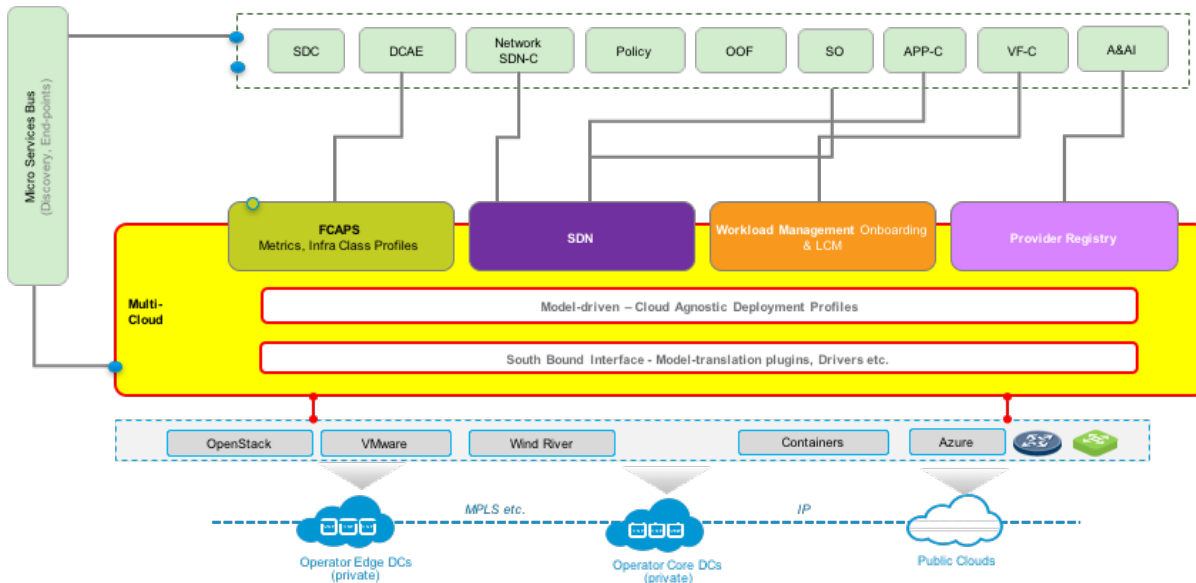 Micro Services Bus
(Discovery, End-points)
SDC
DCAE
Network
SDN-C
Policy
OOF
SO
APP-C
VF-C
A&AI
FCAPS
Metrics, Infra Class Profiles
SDN
Workload Management Onboarding
& LCM
Provider Registry
Multi-
Cloud
Model-driven – Cloud Agnostic Deployment Profiles
South Bound Interface - Model-translation plugins, Drivers etc.
OpenStack
VMware
Wind River
Containers
Azure
MPLS etc.
IP
Operator Edge DCs
(private)
Operator Core DCs
(private)
Public Clouds